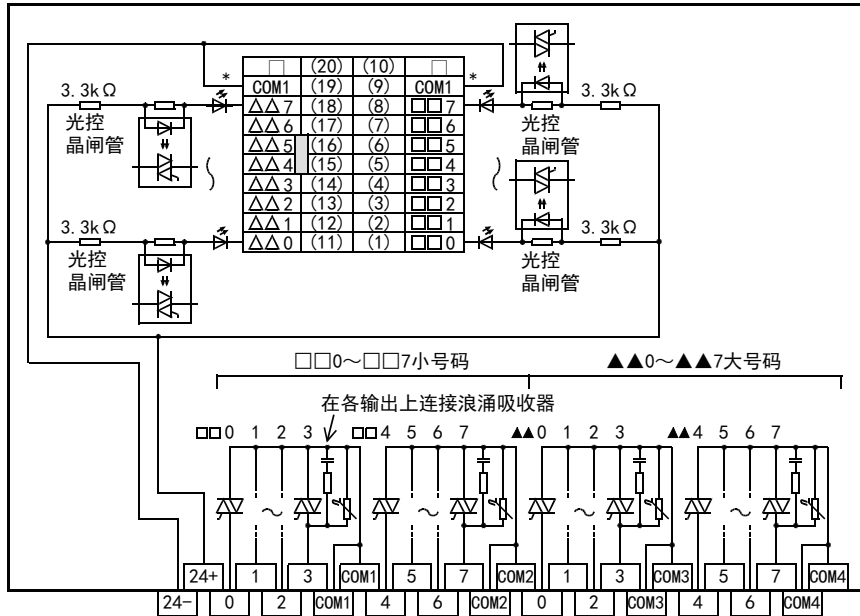 □ (20) (10) □
* COM1 (19) (9) COM1 *
3.3kΩ △△7 (18) (8) □□7 3.3kΩ
光控 △△6 (17) (7) □□6 光控
晶闸管 △△5 (16) (6) □□5 晶闸管
△△4 (15) (5) □□4
△△3 (14) (4) □□3
△△2 (13) (3) □□2
3.3kΩ △△1 (12) (2) □□1 3.3kΩ
△△0 (11) (1) □□0
光控 光控
晶闸管 晶闸管
□□0～□□7小号码 ▲▲0～▲▲7大号码
在各输出上连接浪涌吸收器
□□0 1 2 3 □□4 5 6 7 ▲▲0 1 2 3 ▲▲4 5 6 7
～ ～ ～ ～
24+ 1 3 COM1 5 7 COM2 1 3 COM3 5 7 COM4
24- 0 2 COM1 4 6 COM2 0 2 COM3 4 6 COM4